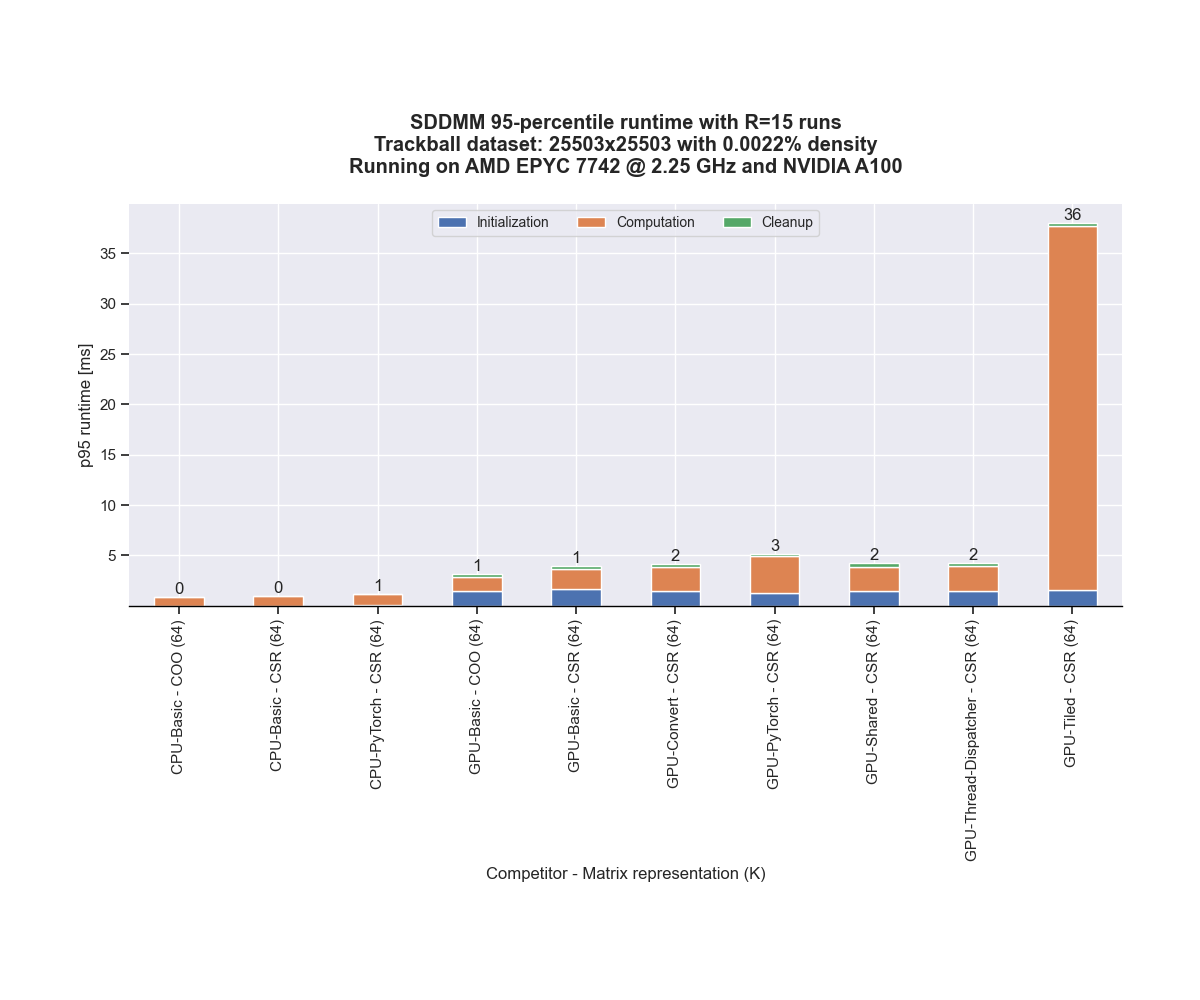 SDDMM 95-percentile runtime with R=15 runs
Trackball dataset: 25503x25503 with 0.0022% density
Running on AMD EPYC 7742 @ 2.25 GHz and NVIDIA A100
Initialization
Computation
Cleanup
p95 runtime [ms]
35
30
25
20
15
10
5
0
0
1
1
1
2
3
2
2
36
CPU-Basic - COO (64)
CPU-Basic - CSR (64)
CPU-PyTorch - CSR (64)
GPU-Basic - COO (64)
GPU-Basic - CSR (64)
GPU-Convert - CSR (64)
GPU-PyTorch - CSR (64)
GPU-Shared - CSR (64)
GPU-Thread-Dispatcher - CSR (64)
GPU-Tiled - CSR (64)
Competitor - Matrix representation (K)